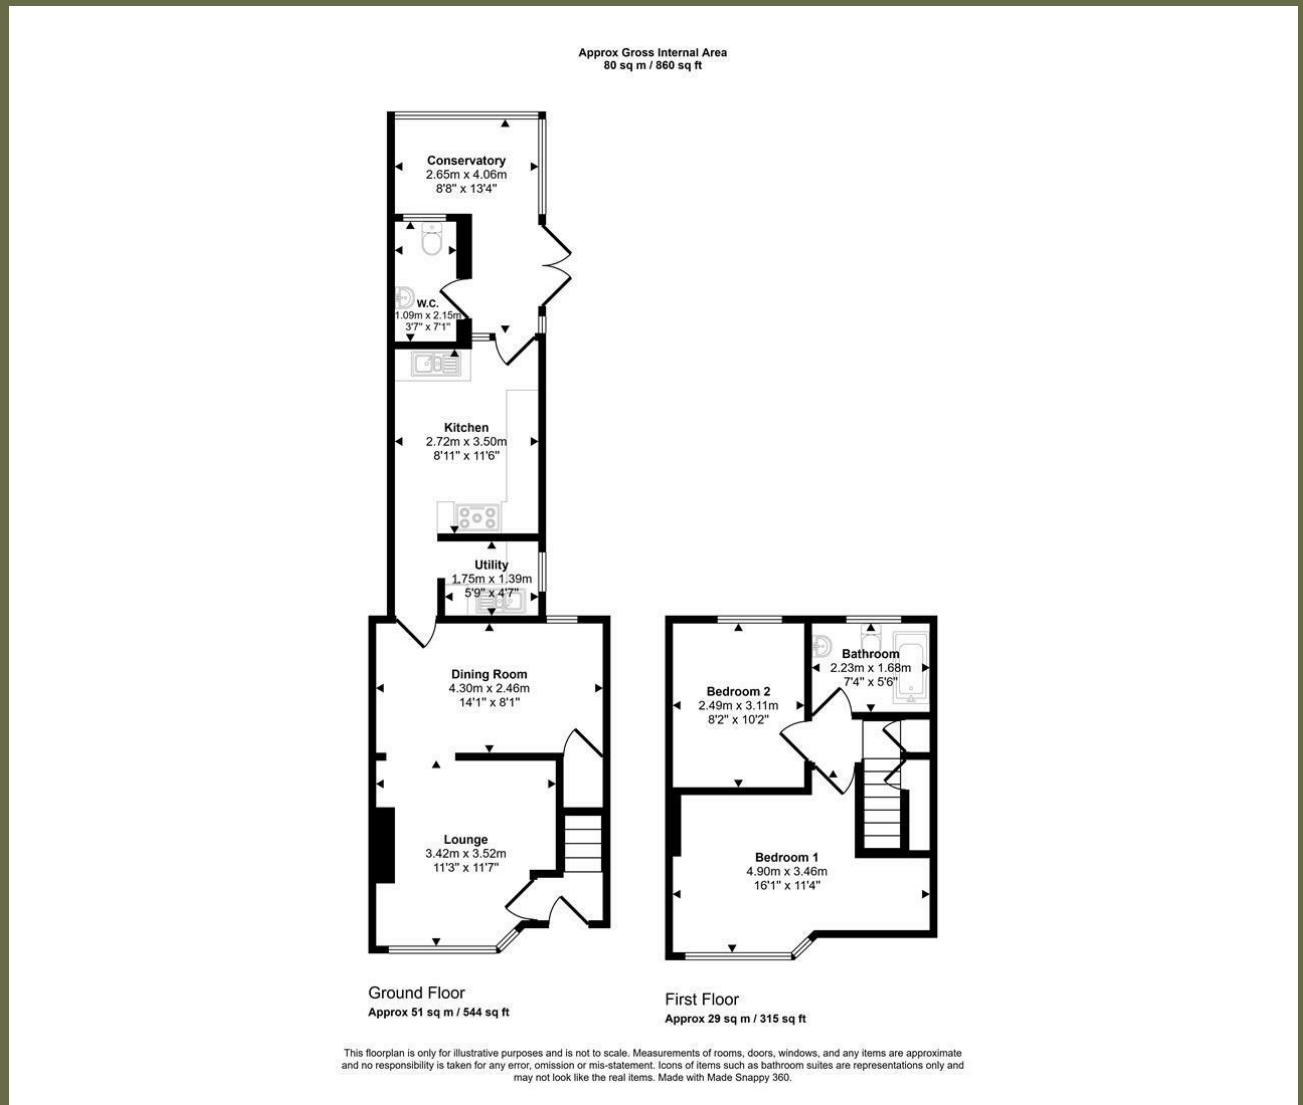 Approx Gross Internal Area
80 sq m / 860 sq ft
Conservatory
2.65m x 4.06m
8'8" x 13'4"
W.C.
1.09m x 2.15m
3'7" x 7'1"
Kitchen
2.72m x 3.50m
8'11" x 11'6"
Utility
1.75m x 1.39m
5'9" x 4'7"
Dining Room
4.30m x 2.46m
14'1" x 8'1"
Lounge
3.42m x 3.52m
11'3" x 11'7"
Ground Floor
Approx 51 sq m / 544 sq ft
Bathroom
2.23m x 1.68m
7'4" x 5'6"
Bedroom 2
2.49m x 3.11m
8'2" x 10'2"
Bedroom 1
4.90m x 3.46m
16'1" x 11'4"
First Floor
Approx 29 sq m / 315 sq ft
This floorplan is only for illustrative purposes and is not to scale. Measurements of rooms, doors, windows, and any items are approximate
and no responsibility is taken for any error, omission or mis-statement. Icons of items such as bathroom suites are representations only and
may not look like the real items. Made with Made Snappy 360.